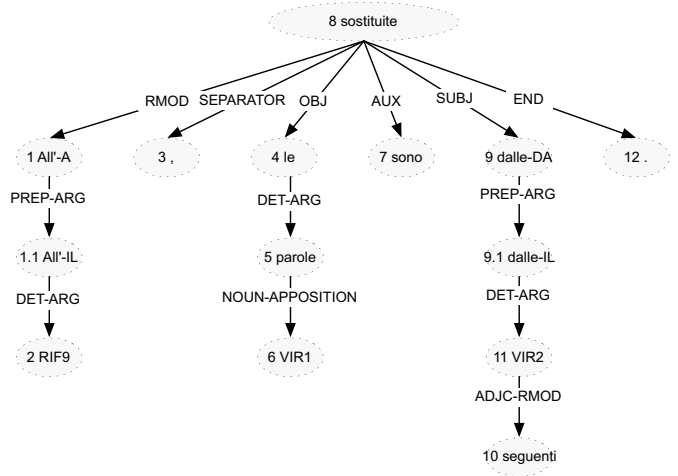 8 sostituite
RMOD SEPARATOR OBJ AUX SUBJ END
1 All'-A 3 , 4 le 7 sono 9 dalle-DA 12 .
PREP-ARG DET-ARG PREP-ARG
1.1 All'-IL 5 parole 9.1 dalle-IL
DET-ARG NOUN-APPOSITION DET-ARG
2 RIF9 6 VIR1 11 VIR2
ADJC-RMOD
10 seguenti